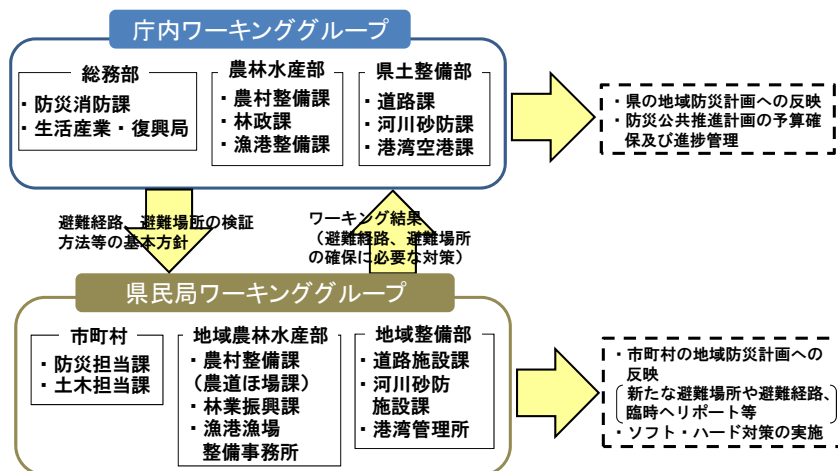 庁内ワーキンググループ
総務部
・防災消防課
・生活産業・復興局
農林水産部
・農村整備課
・林政課
・漁港整備課
県土整備部
・道路課
・河川砂防課
・港湾空港課
・県の地域防災計画への反映
・防災公共推進計画の予算確
保及び進捗管理
避難経路、避難場所の検証
方法等の基本方針
ワーキング結果
（避難経路、避難場所
の確保に必要な対策）
県民局ワーキンググループ
市町村
・防災担当課
・土木担当課
地域農林水産部
・農村整備課
（農道ほ場課）
・林業振興課
・漁港漁場
整備事務所
地域整備部
・道路施設課
・河川砂防
施設課
・港湾管理所
・市町村の地域防災計画への
反映
新たな避難場所や避難経路、
臨時ヘリポート等
・ソフト・ハード対策の実施